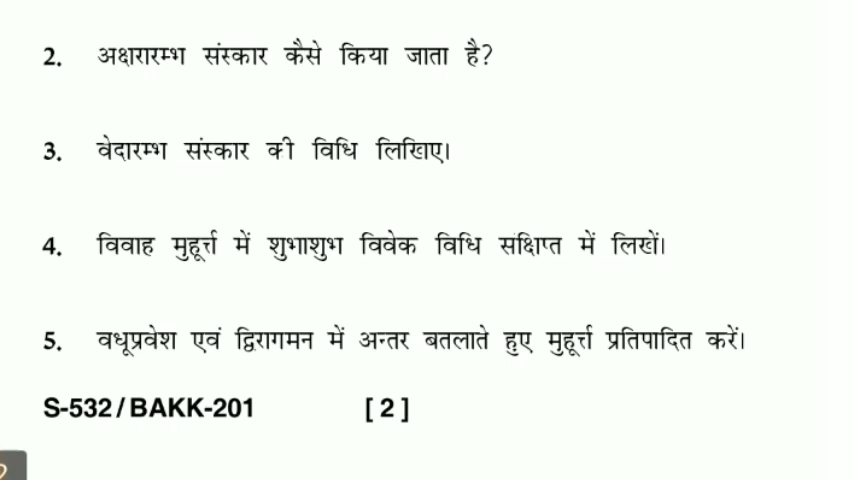 2. अक्षरारम्भ संस्कार कैसे किया जाता है?
3. वेदारम्भ संस्कार की विधि लिखिए।
4. विवाह मुहूर्त्त में शुभाशुभ विवेक विधि संक्षिप्त में लिखें।
5. वधूप्रवेश एवं द्विरागमन में अन्तर बतलाते हुए मुहूर्त्त प्रतिपादित करें।
S-532/BAKK-201 [ 2 ]